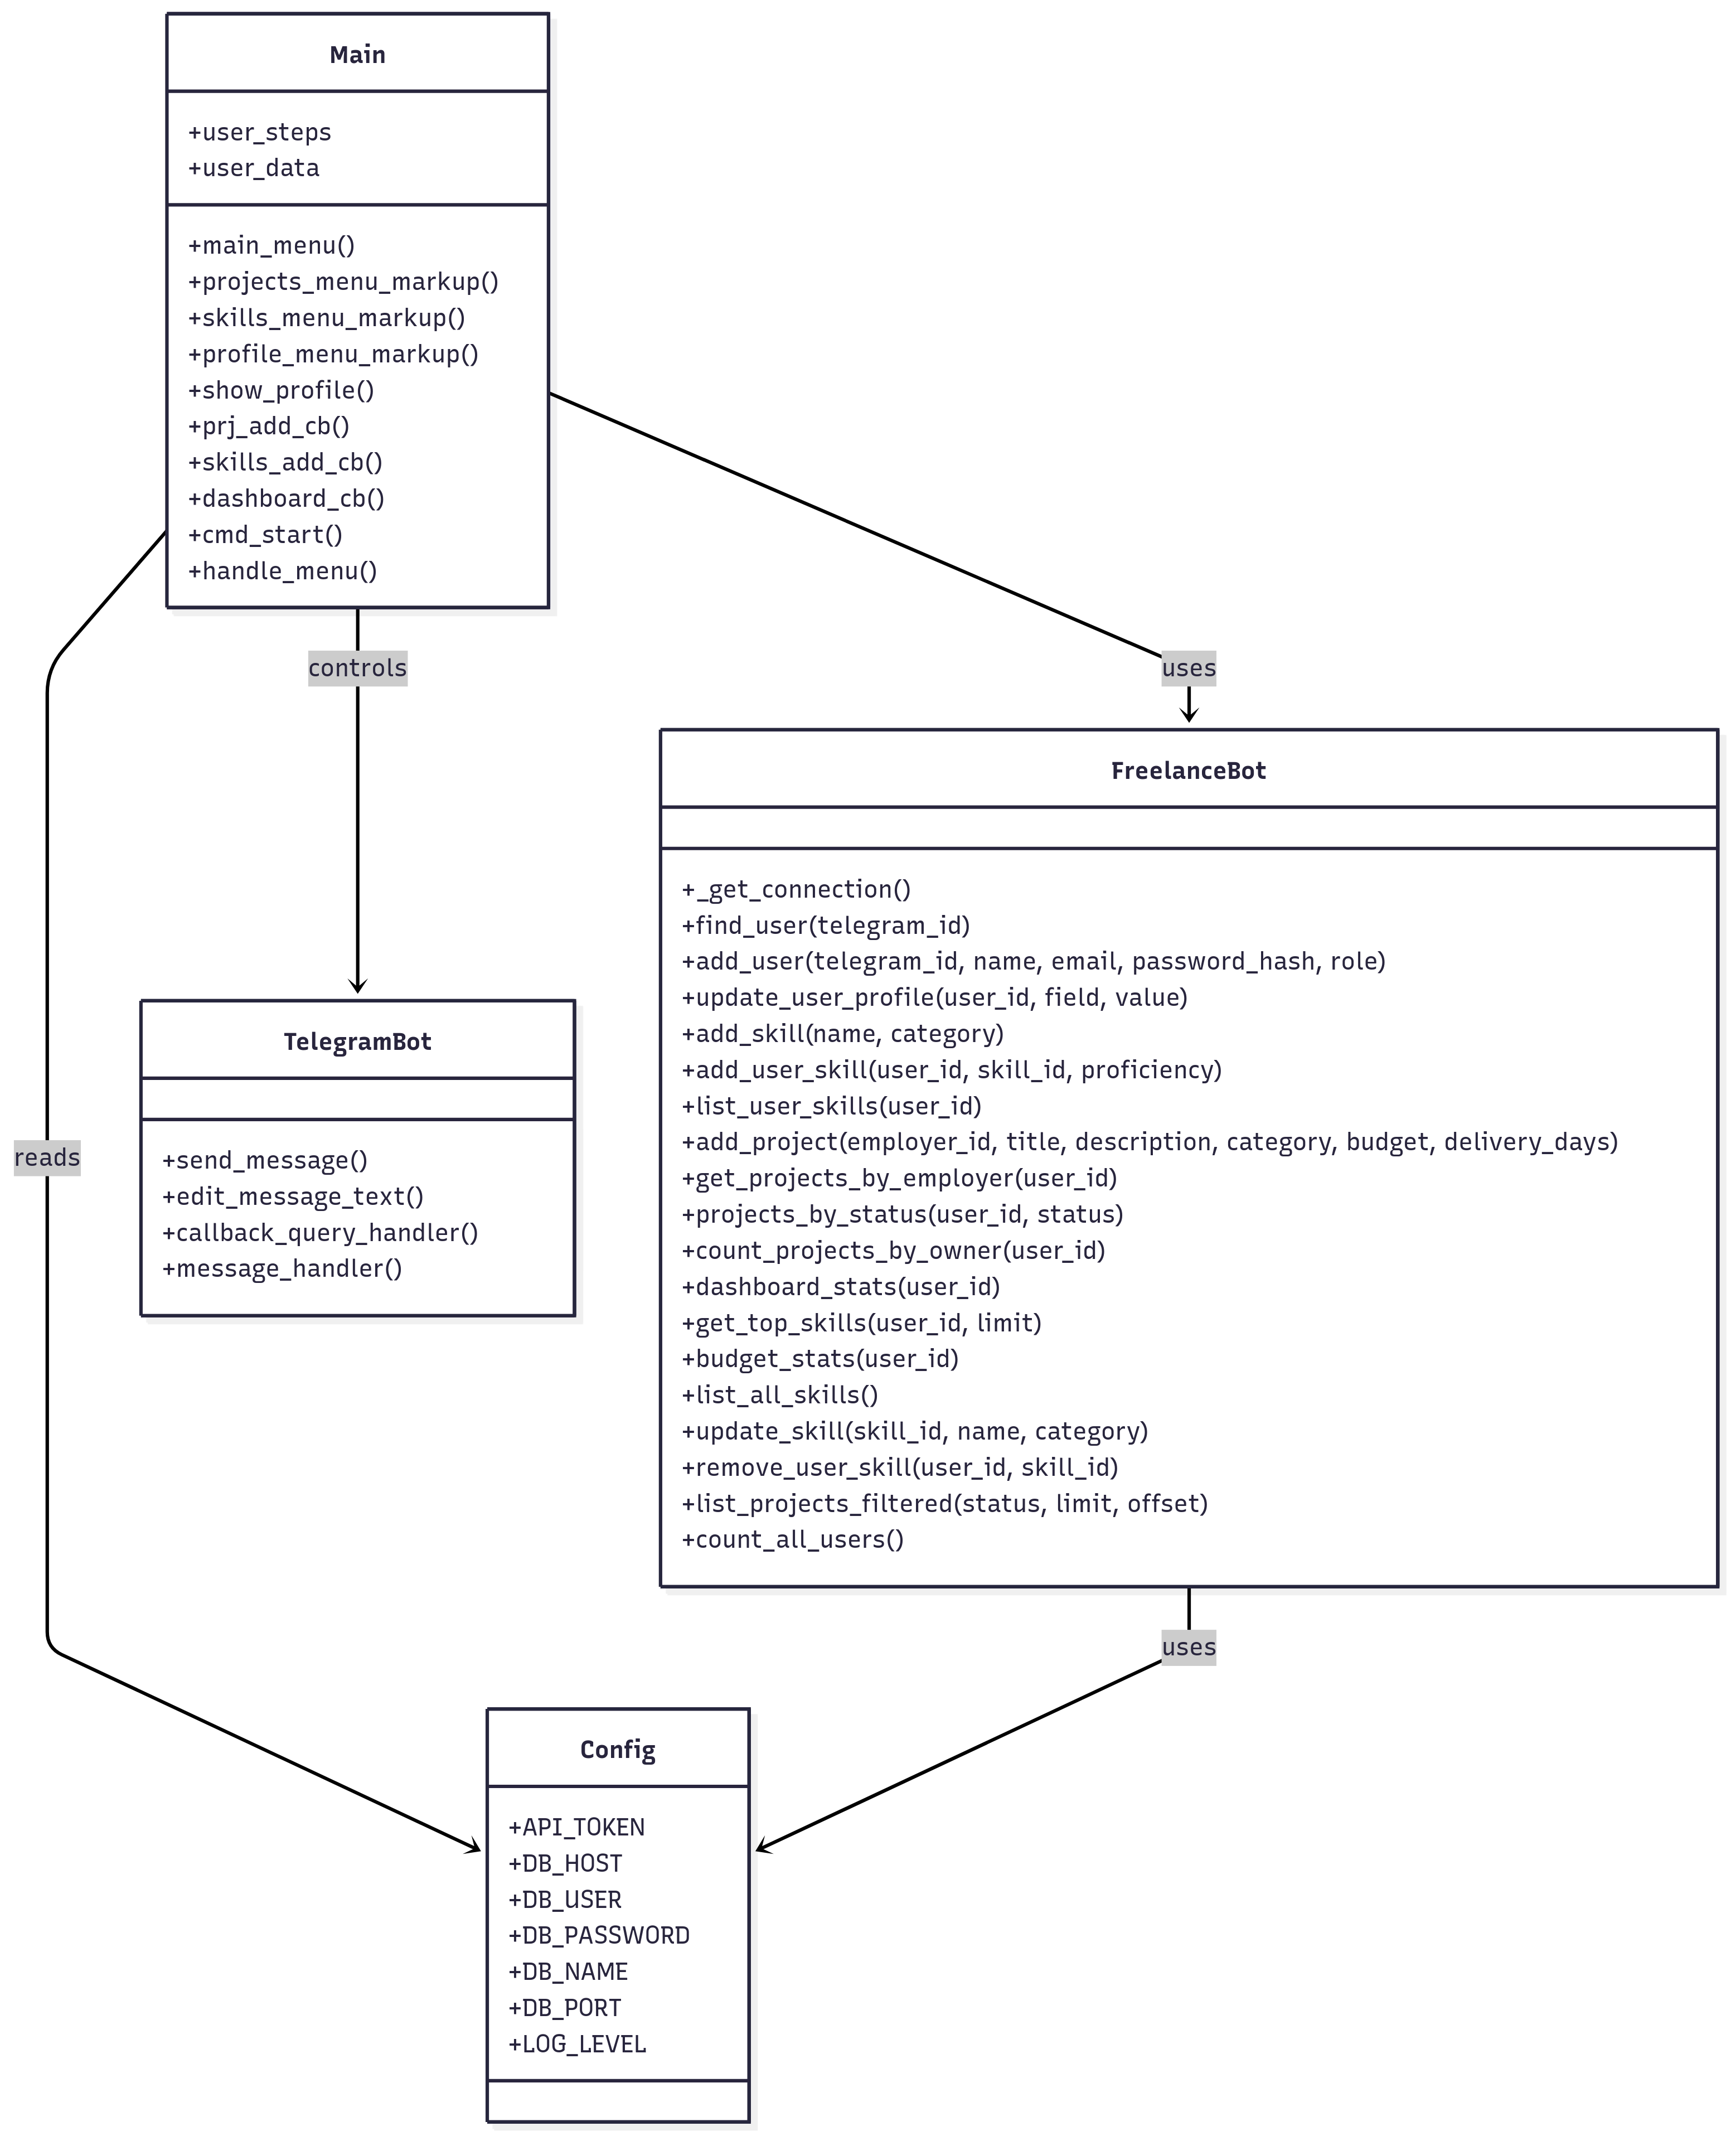 Main
+user_steps
+user_data
+main_menu()
+projects_menu_markup()
+skills_menu_markup()
+profile_menu_markup()
+show_profile()
+prj_add_cb()
+skills_add_cb()
+dashboard_cb()
+cmd_start()
+handle_menu()
controls
uses
FreelanceBot
+_get_connection()
+find_user(telegram_id)
+add_user(telegram_id, name, email, password_hash, role)
+update_user_profile(user_id, field, value)
+add_skill(name, category)
+add_user_skill(user_id, skill_id, proficiency)
+list_user_skills(user_id)
+add_project(employer_id, title, description, category, budget, delivery_days)
+get_projects_by_employer(user_id)
+projects_by_status(user_id, status)
+count_projects_by_owner(user_id)
+dashboard_stats(user_id)
+get_top_skills(user_id, limit)
+budget_stats(user_id)
+list_all_skills()
+update_skill(skill_id, name, category)
+remove_user_skill(user_id, skill_id)
+list_projects_filtered(status, limit, offset)
+count_all_users()
TelegramBot
+send_message()
+edit_message_text()
+callback_query_handler()
+message_handler()
reads
uses
Config
+API_TOKEN
+DB_HOST
+DB_USER
+DB_PASSWORD
+DB_NAME
+DB_PORT
+LOG_LEVEL